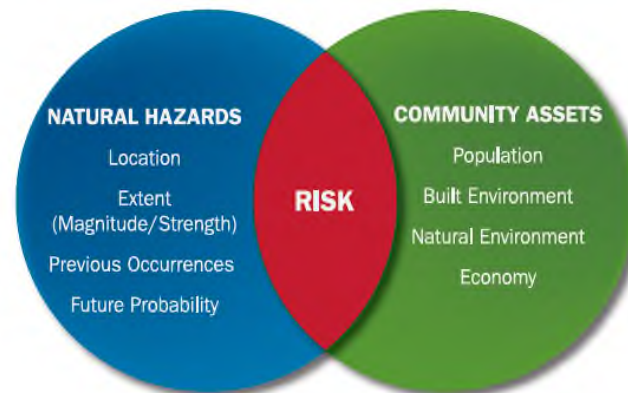 NATURAL HAZARDS
Location
Extent
(Magnitude/Strength)
Previous Occurrences
Future Probability
RISK
COMMUNITY ASSETS
Population
Built Environment
Natural Environment
Economy